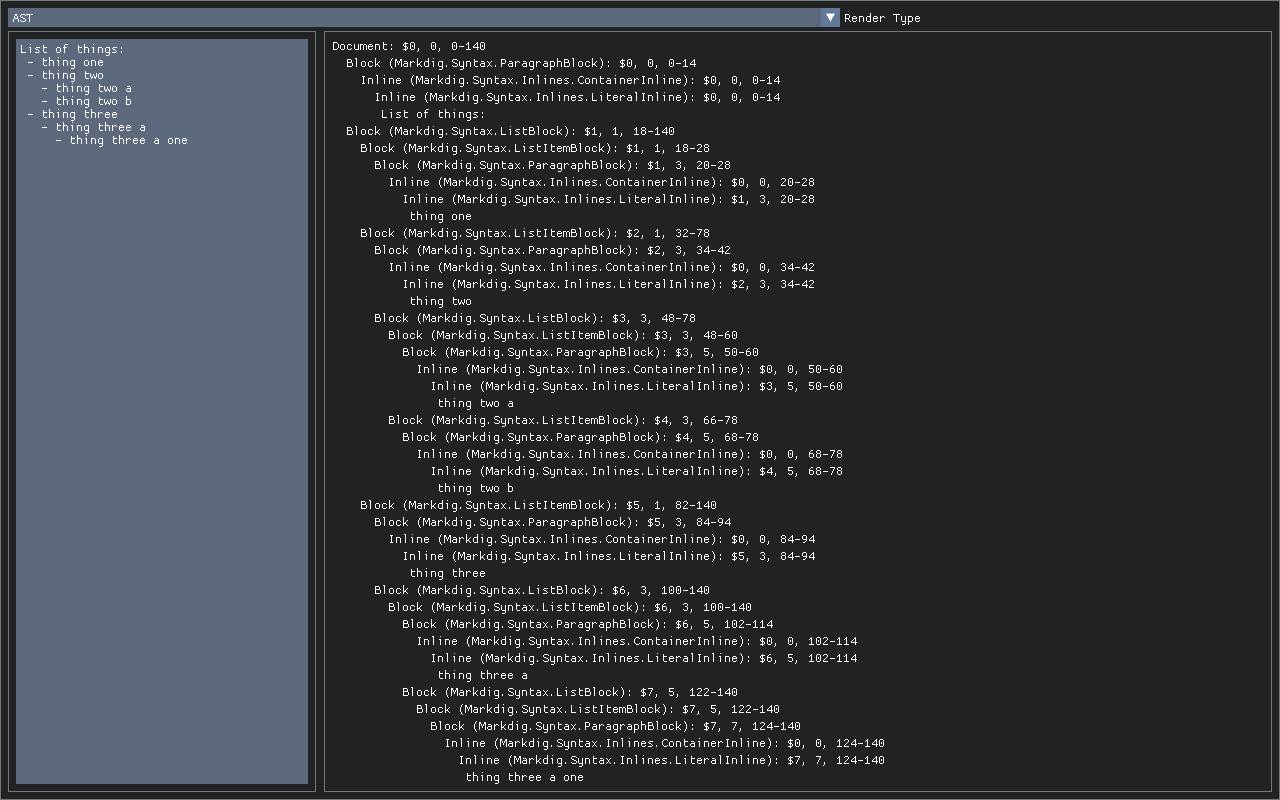 AST ▼ Render Type
List of things:
 - thing one
 - thing two
   - thing two a
   - thing two b
 - thing three
   - thing three a
     - thing three a one
Document: $0, 0, 0-140
  Block (Markdig.Syntax.ParagraphBlock): $0, 0, 0-14
    Inline (Markdig.Syntax.Inlines.ContainerInline): $0, 0, 0-14
      Inline (Markdig.Syntax.Inlines.LiteralInline): $0, 0, 0-14
       List of things:
  Block (Markdig.Syntax.ListBlock): $1, 1, 18-140
    Block (Markdig.Syntax.ListItemBlock): $1, 1, 18-28
      Block (Markdig.Syntax.ParagraphBlock): $1, 3, 20-28
        Inline (Markdig.Syntax.Inlines.ContainerInline): $0, 0, 20-28
          Inline (Markdig.Syntax.Inlines.LiteralInline): $1, 3, 20-28
           thing one
    Block (Markdig.Syntax.ListItemBlock): $2, 1, 32-78
      Block (Markdig.Syntax.ParagraphBlock): $2, 3, 34-42
        Inline (Markdig.Syntax.Inlines.ContainerInline): $0, 0, 34-42
          Inline (Markdig.Syntax.Inlines.LiteralInline): $2, 3, 34-42
           thing two
      Block (Markdig.Syntax.ListBlock): $3, 3, 48-78
        Block (Markdig.Syntax.ListItemBlock): $3, 3, 48-60
          Block (Markdig.Syntax.ParagraphBlock): $3, 5, 50-60
            Inline (Markdig.Syntax.Inlines.ContainerInline): $0, 0, 50-60
              Inline (Markdig.Syntax.Inlines.LiteralInline): $3, 5, 50-60
               thing two a
        Block (Markdig.Syntax.ListItemBlock): $4, 3, 66-78
          Block (Markdig.Syntax.ParagraphBlock): $4, 5, 68-78
            Inline (Markdig.Syntax.Inlines.ContainerInline): $0, 0, 68-78
              Inline (Markdig.Syntax.Inlines.LiteralInline): $4, 5, 68-78
               thing two b
    Block (Markdig.Syntax.ListItemBlock): $5, 1, 82-140
      Block (Markdig.Syntax.ParagraphBlock): $5, 3, 84-94
        Inline (Markdig.Syntax.Inlines.ContainerInline): $0, 0, 84-94
          Inline (Markdig.Syntax.Inlines.LiteralInline): $5, 3, 84-94
           thing three
      Block (Markdig.Syntax.ListBlock): $6, 3, 100-140
        Block (Markdig.Syntax.ListItemBlock): $6, 3, 100-140
          Block (Markdig.Syntax.ParagraphBlock): $6, 5, 102-114
            Inline (Markdig.Syntax.Inlines.ContainerInline): $0, 0, 102-114
              Inline (Markdig.Syntax.Inlines.LiteralInline): $6, 5, 102-114
               thing three a
          Block (Markdig.Syntax.ListBlock): $7, 5, 122-140
            Block (Markdig.Syntax.ListItemBlock): $7, 5, 122-140
              Block (Markdig.Syntax.ParagraphBlock): $7, 7, 124-140
                Inline (Markdig.Syntax.Inlines.ContainerInline): $0, 0, 124-140
                  Inline (Markdig.Syntax.Inlines.LiteralInline): $7, 7, 124-140
                   thing three a one